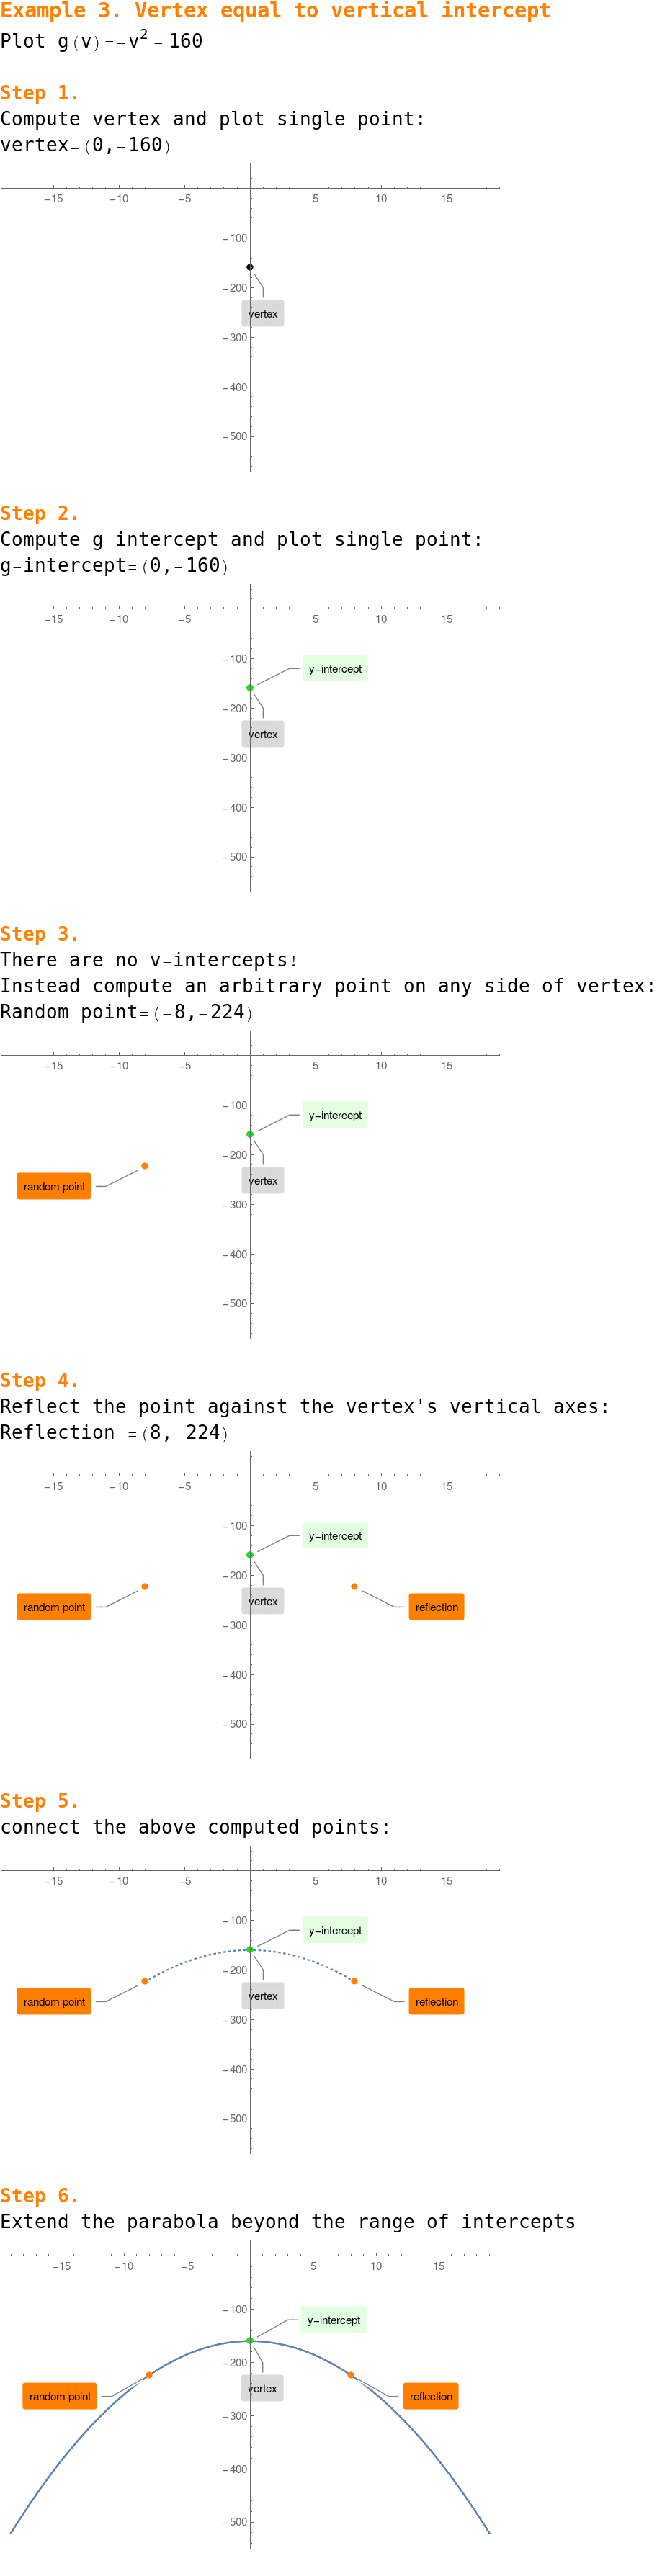 Example 3. Vertex equal to vertical intercept
Plot g(v)=-v² - 160
Step 1.
Compute vertex and plot single point:
vertex=(0,-160)
-15 -10 -5 5 10 15
-100
-200
vertex
-300
-400
-500
Step 2.
Compute g-intercept and plot single point:
g-intercept=(0,-160)
-15 -10 -5 5 10 15
-100
y-intercept
-200
vertex
-300
-400
-500
Step 3.
There are no v-intercepts!
Instead compute an arbitrary point on any side of vertex:
Random point=(-8,-224)
-15 -10 -5 5 10 15
-100
y-intercept
random point
vertex
-300
-400
-500
Step 4.
Reflect the point against the vertex's vertical axes:
Reflection =(8,-224)
-15 -10 -5 5 10 15
-100
y-intercept
-200
random point
vertex
reflection
-300
-400
-500
Step 5.
connect the above computed points:
-15 -10 -5 5 10 15
-100
y-intercept
-200
random point
vertex
reflection
-300
-400
-500
Step 6.
Extend the parabola beyond the range of intercepts
-15 -10 -5 5 10 15
-100
y-intercept
-200
random point
vertex
reflection
-300
-400
-500